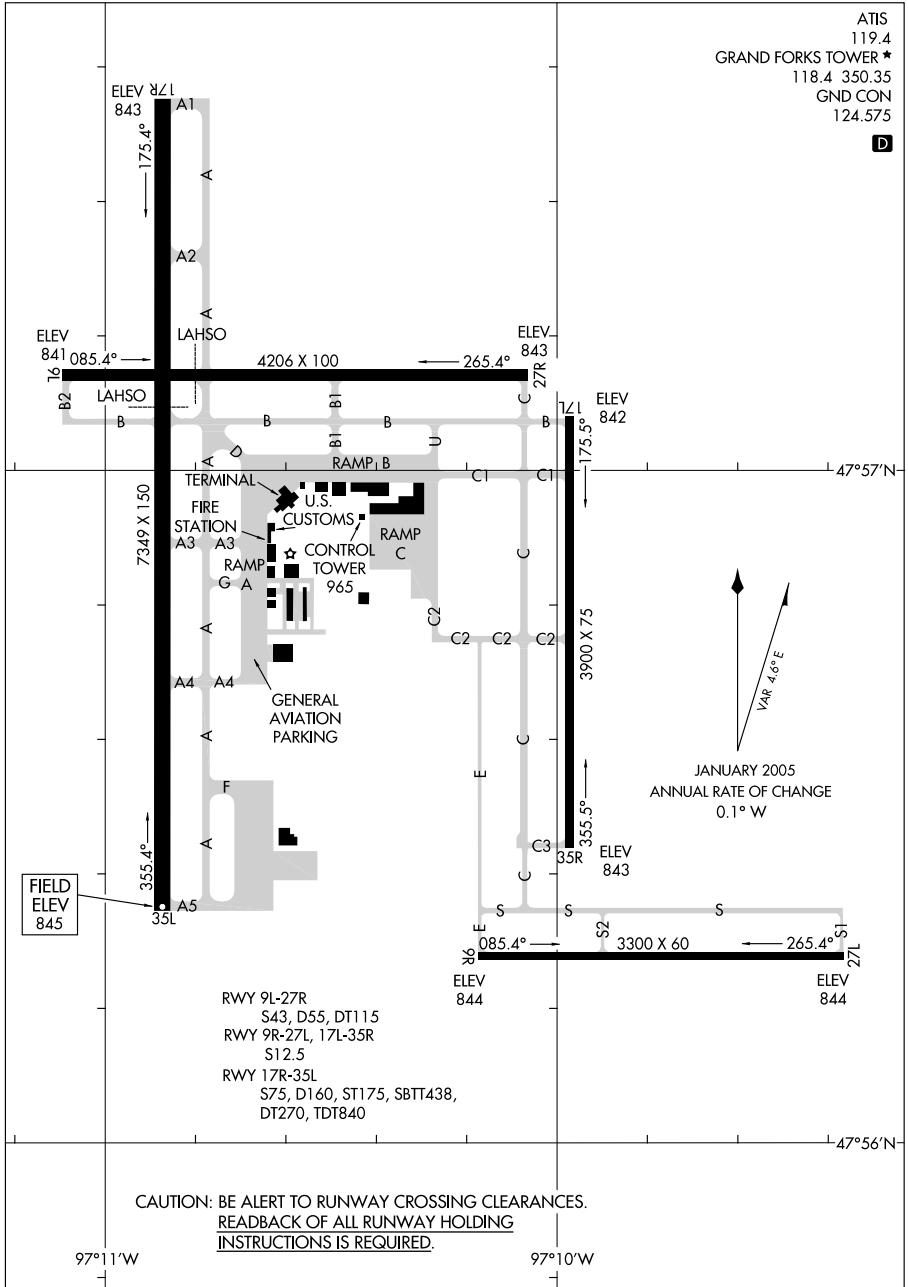 ATIS
119.4
GRAND FORKS TOWER ★
118.4 350.35
GND CON
124.575
D
ELEV
843
17R
A1
175.4°
A
A2
A
LAHSO
ELEV
841
085.4°
4206 X 100
265.4°
ELEV
843
9L
27R
LAHSO
B2
B1
C
ELEV
842
17L
B
B
B
B
B1
U
175.5°
D
A
RAMP B
C1
C1
47°57'N
TERMINAL
U.S.
CUSTOMS
FIRE
STATION
7349 X 150
A3
A3
CONTROL
TOWER
965
RAMP
C
C
RAMP
A
G
A
C2
C2
C2
C2
3900 X 75
A4
A4
GENERAL
AVIATION
PARKING
VAR 4.6° E
A
C
E
JANUARY 2005
ANNUAL RATE OF CHANGE
0.1° W
F
355.4°
A
355.5°
C3
35R
ELEV
843
C
FIELD
ELEV
845
A5
35L
S
S
S
E
S2
S1
9R
085.4°
3300 X 60
265.4°
27L
ELEV
844
ELEV
844
RWY 9L-27R
S43, D55, DT115
RWY 9R-27L, 17L-35R
S12.5
RWY 17R-35L
S75, D160, ST175, SBTT438,
DT270, TDT840
47°56'N
CAUTION: BE ALERT TO RUNWAY CROSSING CLEARANCES.
READBACK OF ALL RUNWAY HOLDING
INSTRUCTIONS IS REQUIRED.
97°11'W
97°10'W